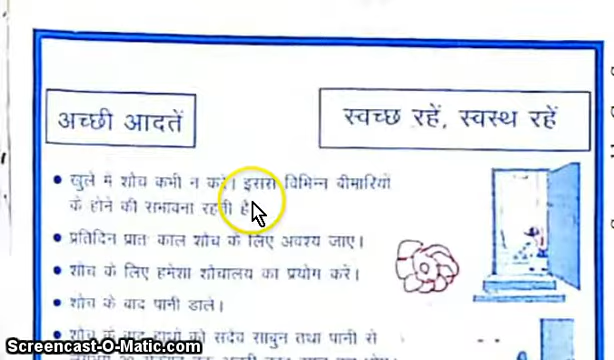 अच्छी आदतें
स्वच्छ रहें, स्वस्थ रहें
• खुले में शौच कभी न करें। इससे विभिन्न बीमारियों
के होने की संभावना रहती है
• प्रतिदिन प्रातः काल शौच के लिए अवश्य जाए।
• शौच के लिए हमेशा शौचालय का प्रयोग करें।
• शौच के बाद पानी डाले।
• शौच के बाद हाथों को सदैव साबुन तथा पानी से
Screencast-O-Matic.com